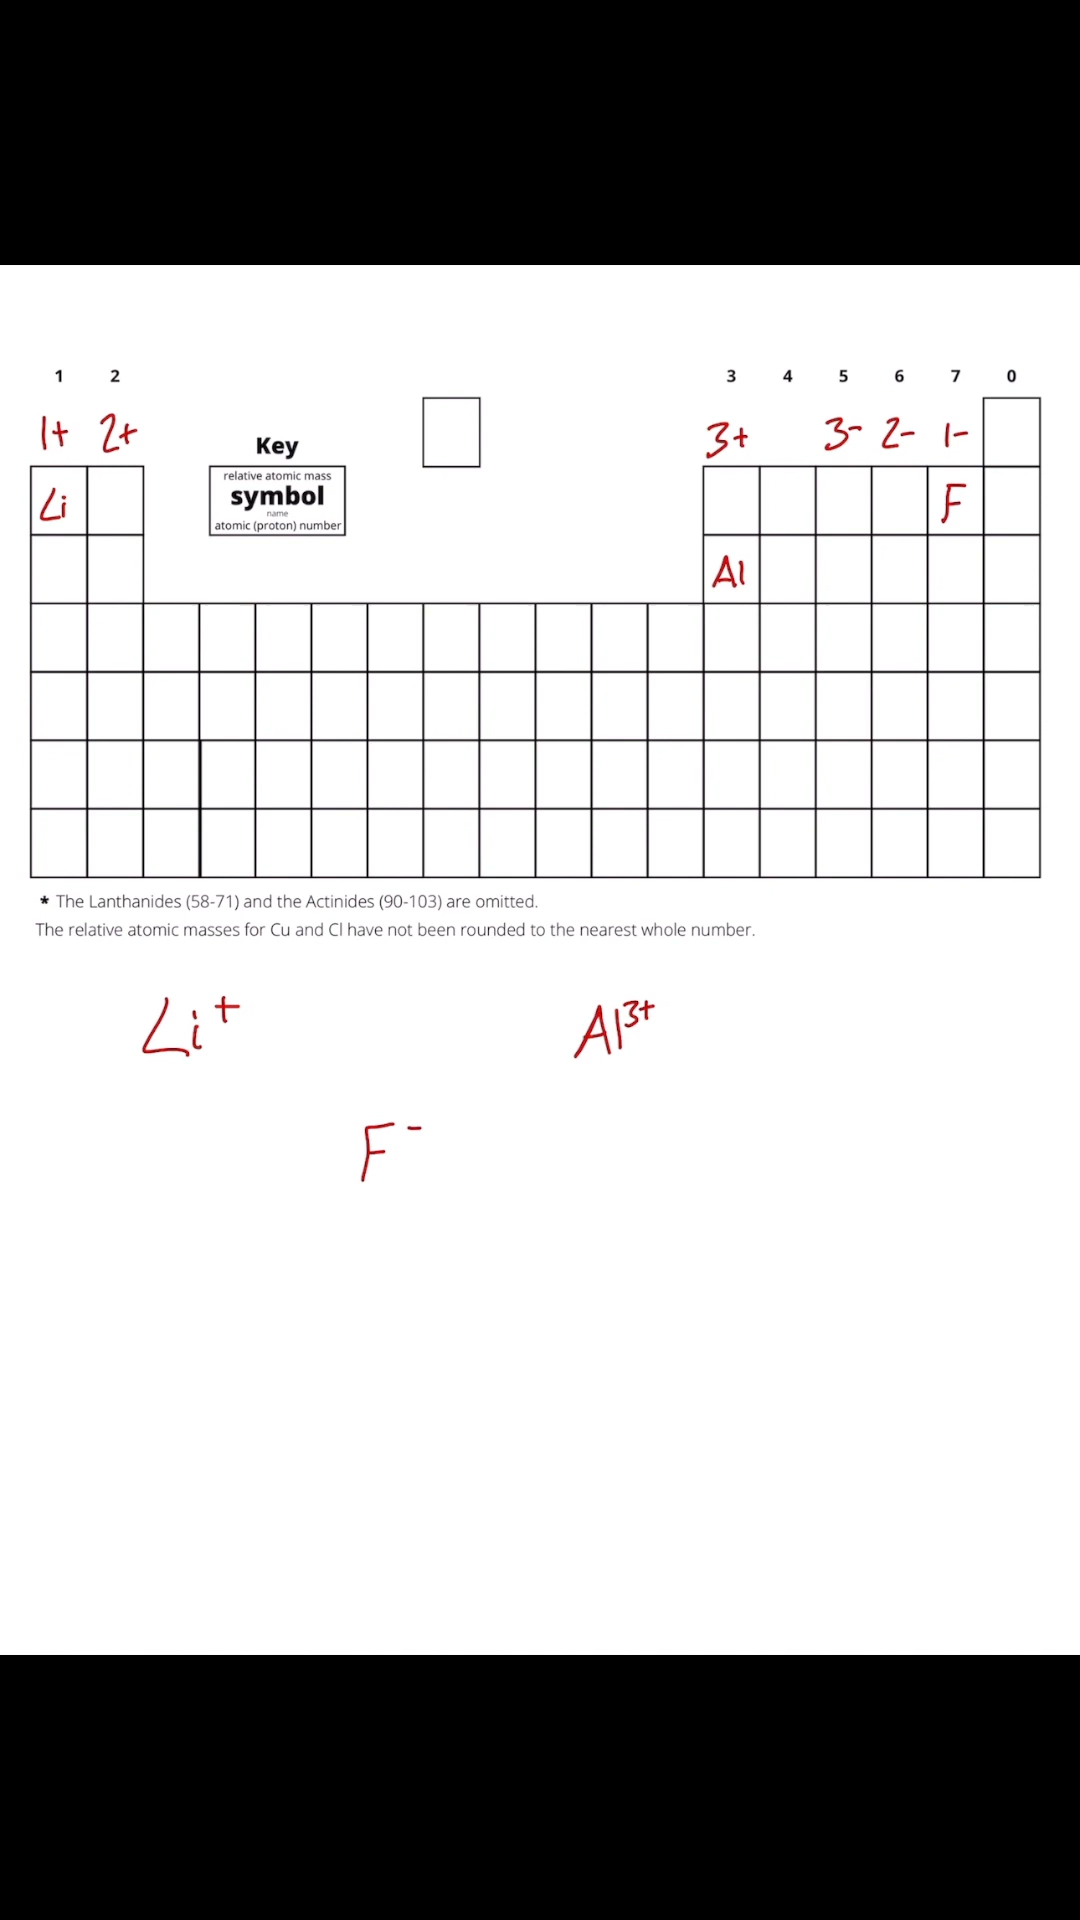 1 2 3 4 5 6 7 0
1+ 2+ 3+ 3- 2- 1-
Key
relative atomic mass
symbol
name
atomic (proton) number
Li F
Al
* The Lanthanides (58-71) and the Actinides (90-103) are omitted.
The relative atomic masses for Cu and Cl have not been rounded to the nearest whole number.
Li⁺ Al³⁺
F⁻